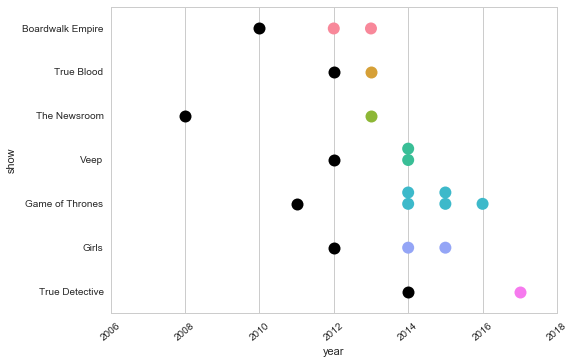 Boardwalk Empire
True Blood
The Newsroom
Veep
Game of Thrones
Girls
True Detective
show
2006
2008
2010
2012
2014
2016
2018
year